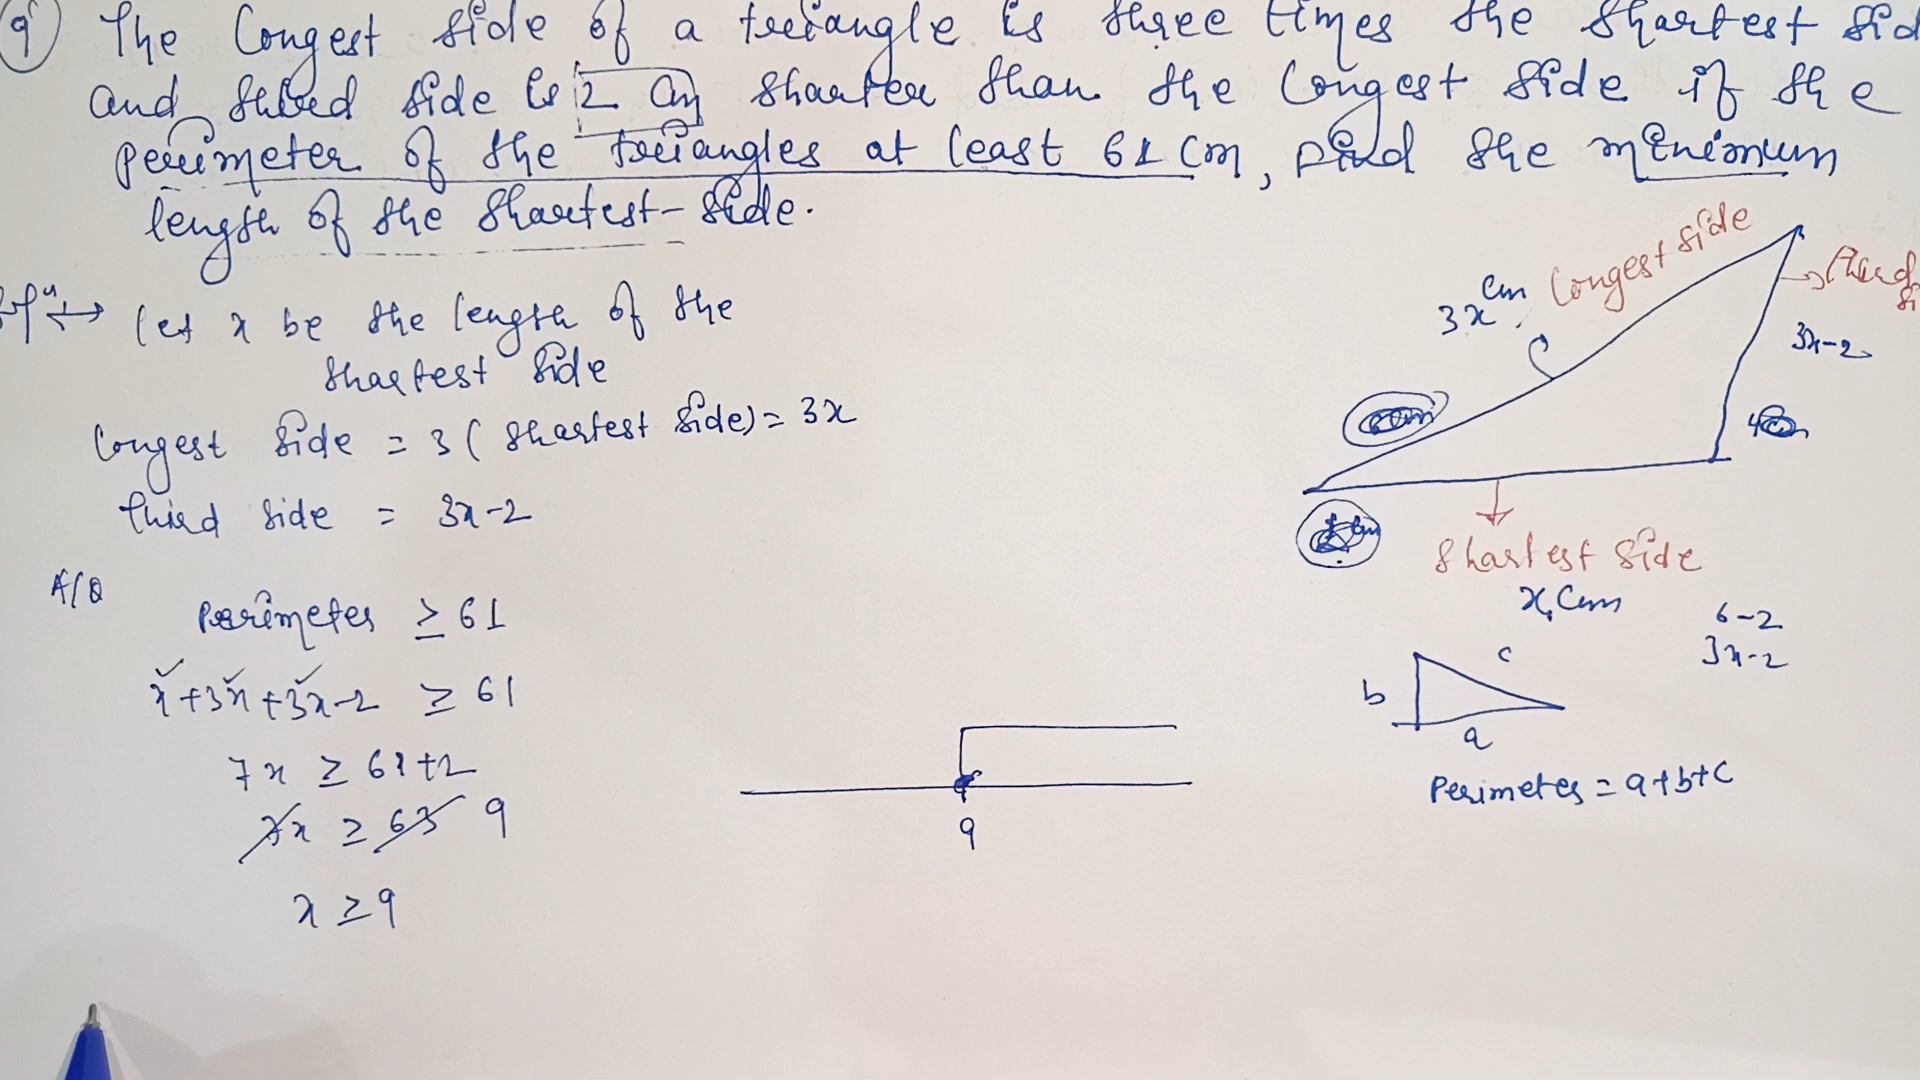 9 The longest side of a triangle is three times the shortest sid
and third side is 2 cm shorter than the longest side if the
perimeter of the triangles at least 61 cm, find the minimum
length of the shortest side.
let x be the length of the
shortest side
longest side = 3 (shortest side) = 3x
third side = 3x-2
A/Q
Perimeter ≥ 61
x+3x+3x-2 ≥ 61
7x ≥ 61+2
7x ≥ 63 9
x ≥ 9
9
3x cm longest side
third si
3x-2
shortest side
x cm
6-2
3x-2
c
b
a
Perimeter = a+b+c